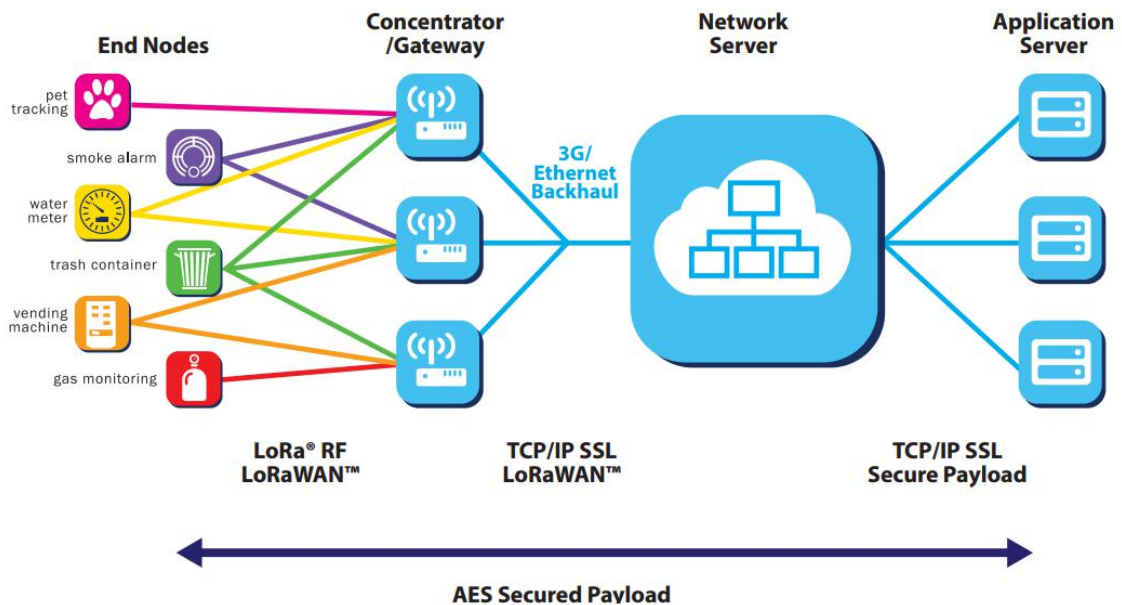 End Nodes
Concentrator
/Gateway
Network
Server
Application
Server
pet
tracking
smoke alarm
water
meter
trash container
vending
machine
gas monitoring
3G/
Ethernet
Backhaul
LoRa® RF
LoRaWAN™
TCP/IP SSL
LoRaWAN™
TCP/IP SSL
Secure Payload
AES Secured Payload